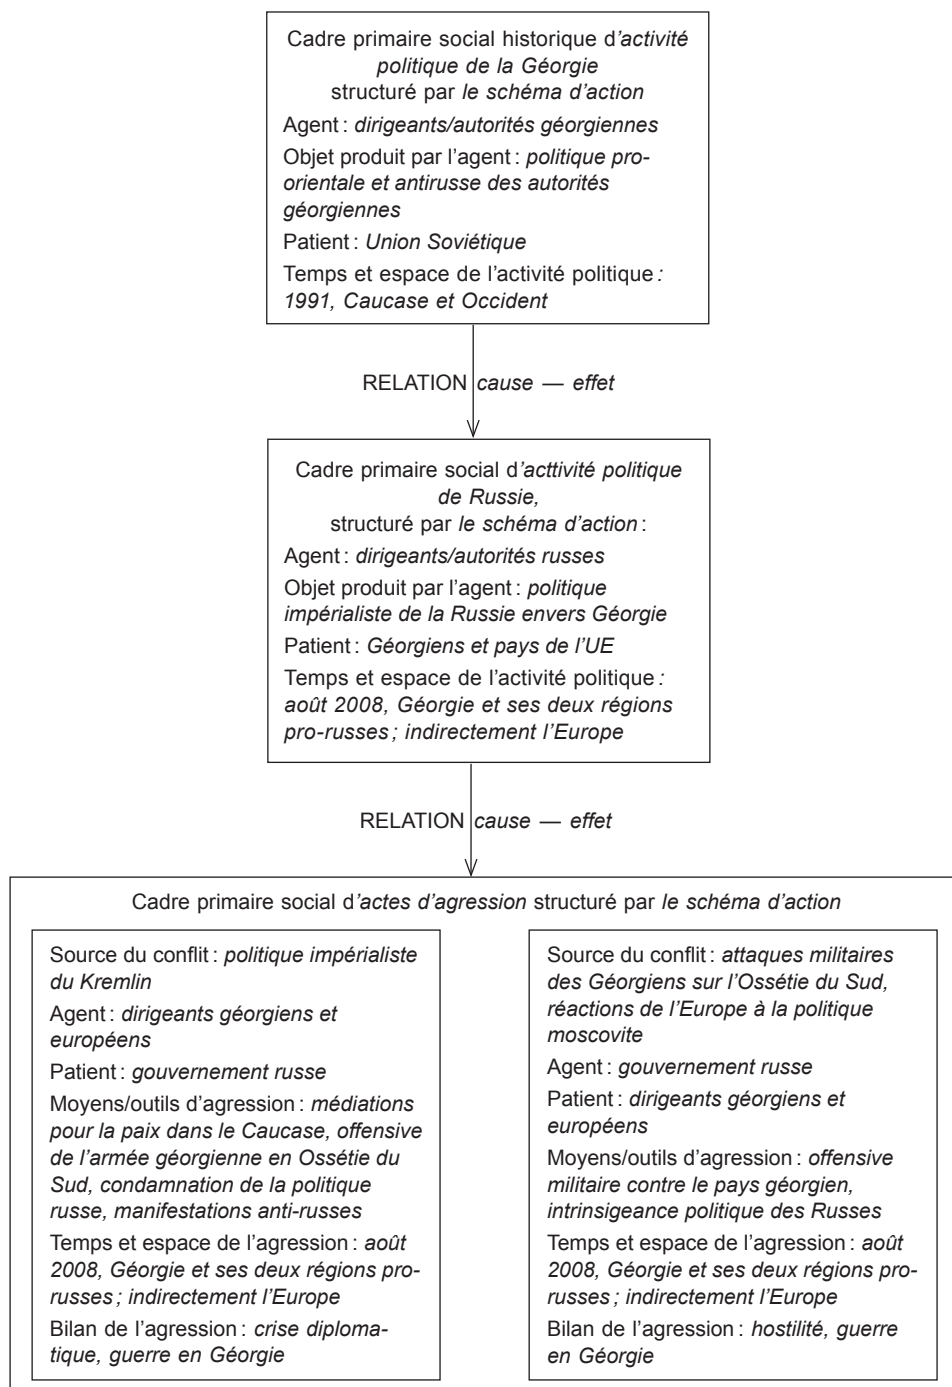 Cadre primaire social historique d'activité
politique de la Géorgie
structuré par le schéma d'action
Agent : dirigeants/autorités géorgiennes
Objet produit par l'agent : politique pro-
orientale et antirusse des autorités
géorgiennes
Patient : Union Soviétique
Temps et espace de l'activité politique :
1991, Caucase et Occident
RELATION cause — effet
Cadre primaire social d'acttivité politique
de Russie,
structuré par le schéma d'action :
Agent : dirigeants/autorités russes
Objet produit par l'agent : politique
impérialiste de la Russie envers Géorgie
Patient : Géorgiens et pays de l'UE
Temps et espace de l'activité politique :
août 2008, Géorgie et ses deux régions
pro-russes ; indirectement l'Europe
RELATION cause — effet
Cadre primaire social d'actes d'agression structuré par le schéma d'action
Source du conflit : politique impérialiste
du Kremlin
Agent : dirigeants géorgiens et
européens
Patient : gouvernement russe
Moyens/outils d'agression : médiations
pour la paix dans le Caucase, offensive
de l'armée géorgienne en Ossétie du
Sud, condamnation de la politique
russe, manifestations anti-russes
Temps et espace de l'agression : août
2008, Géorgie et ses deux régions pro-
russes ; indirectement l'Europe
Bilan de l'agression : crise diploma-
tique, guerre en Géorgie
Source du conflit : attaques militaires
des Géorgiens sur l'Ossétie du Sud,
réactions de l'Europe à la politique
moscovite
Agent : gouvernement russe
Patient : dirigeants géorgiens et
européens
Moyens/outils d'agression : offensive
militaire contre le pays géorgien,
intrinsigeance politique des Russes
Temps et espace de l'agression : août
2008, Géorgie et ses deux régions pro-
russes ; indirectement l'Europe
Bilan de l'agression : hostilité, guerre
en Géorgie